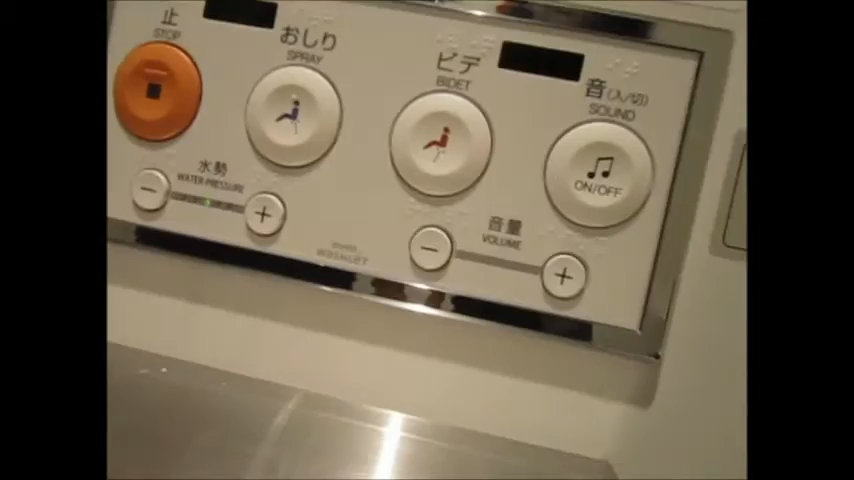 止
STOP
おしり
SPRAY
ビデ
BIDET
音(入/切)
SOUND
ON/OFF
水勢
WATER PRESSURE
− +
音量
VOLUME
− +
WASHLET